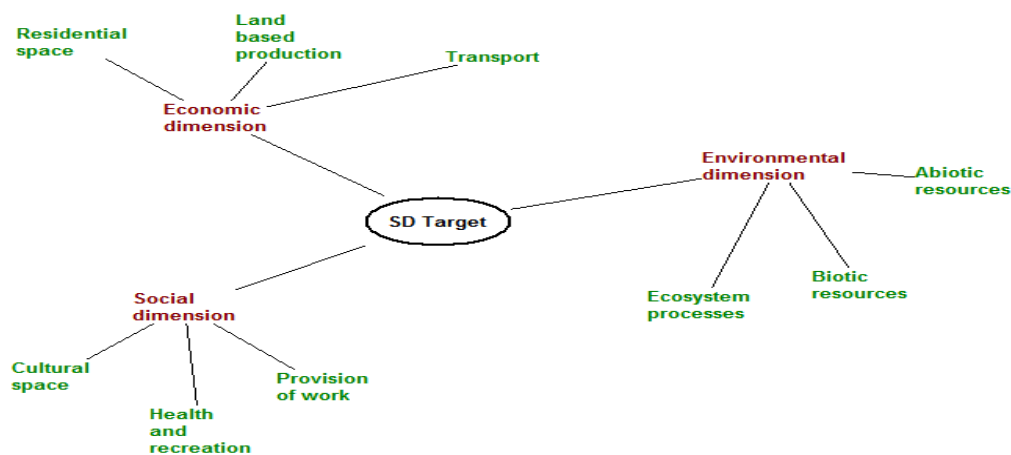 Residential
space
Land
based
production
Transport
Economic
dimension
Environmental
dimension
Abiotic
resources
SD Target
Ecosystem
processes
Biotic
resources
Social
dimension
Cultural
space
Health
and
recreation
Provision
of work